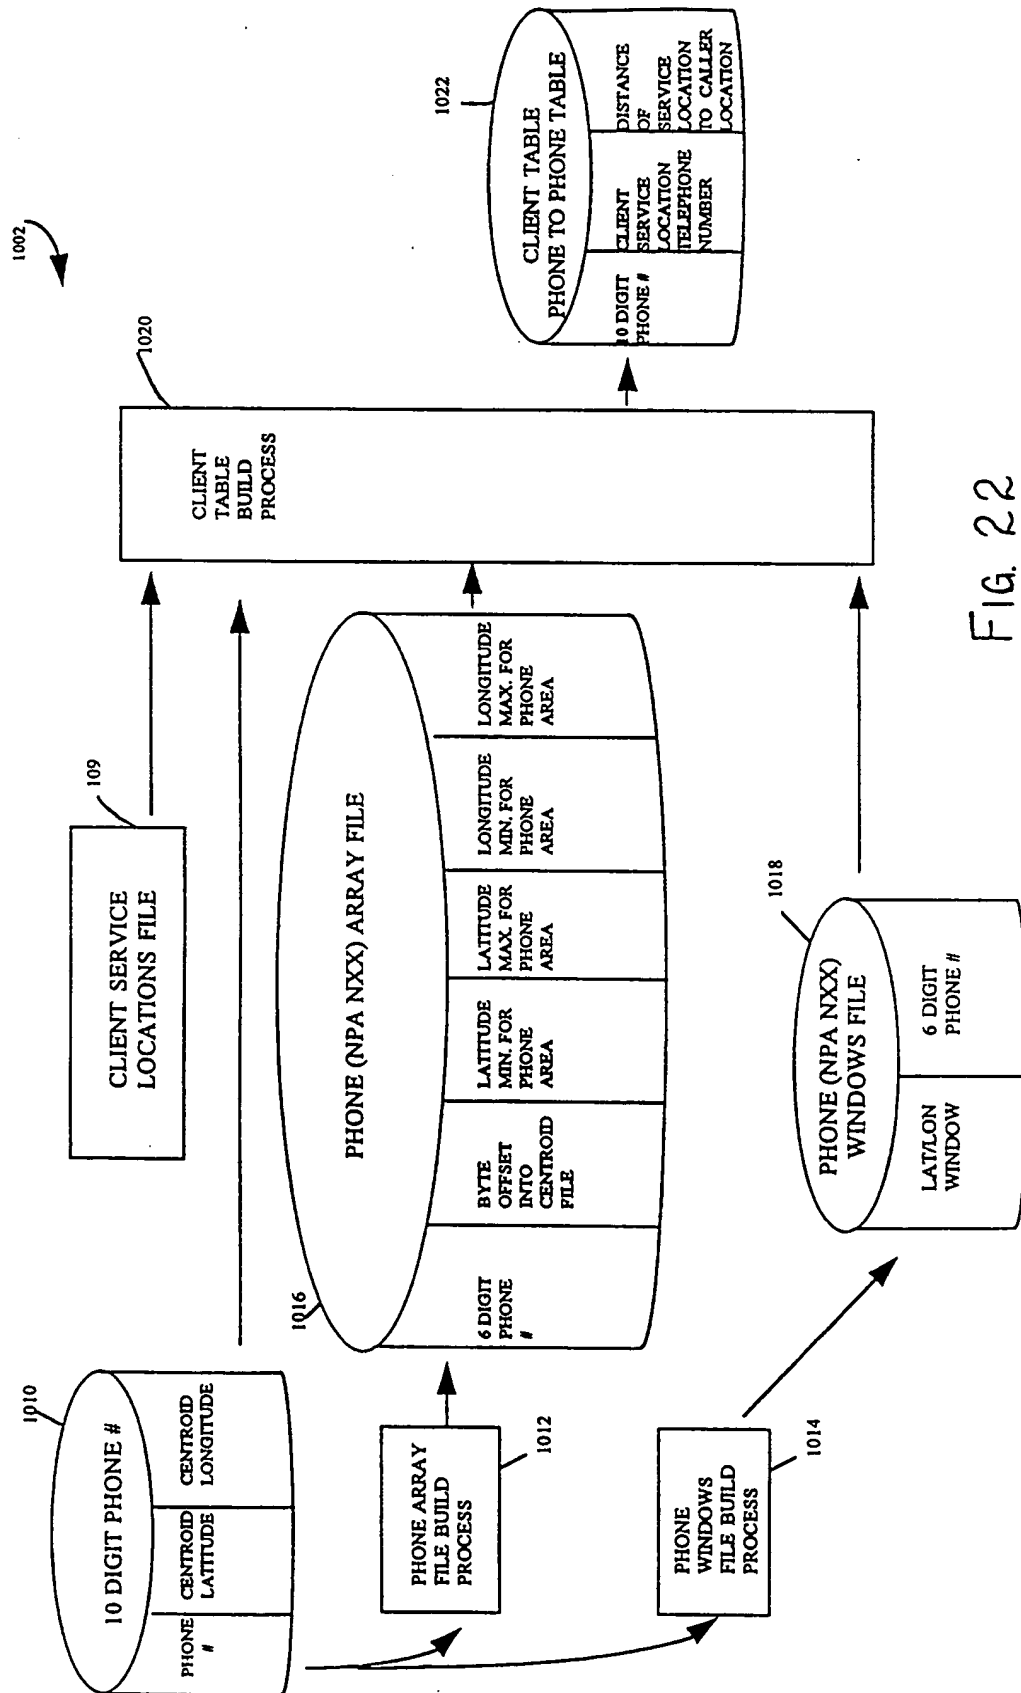 1002
1010
10 DIGIT PHONE #
PHONE
#
CENTROID
LATITUDE
CENTROID
LONGITUDE
109
CLIENT SERVICE
LOCATIONS FILE
1012
PHONE ARRAY
FILE BUILD
PROCESS
1014
PHONE
WINDOWS
FILE BUILD
PROCESS
1016
PHONE (NPA NXX) ARRAY FILE
6 DIGIT
PHONE
#
BYTE
OFFSET
INTO
CENTROID
FILE
LATITUDE
MIN. FOR
PHONE
AREA
LATITUDE
MAX. FOR
PHONE
AREA
LONGITUDE
MIN. FOR
PHONE
AREA
LONGITUDE
MAX. FOR
PHONE
AREA
1018
PHONE (NPA NXX)
WINDOWS FILE
LAT/LON
WINDOW
6 DIGIT
PHONE #
1020
CLIENT
TABLE
BUILD
PROCESS
1022
CLIENT TABLE
PHONE TO PHONE TABLE
10 DIGIT
PHONE #
CLIENT
SERVICE
LOCATION
TELEPHONE
NUMBER
DISTANCE
OF
SERVICE
LOCATION
TO CALLER
LOCATION
FIG. 22